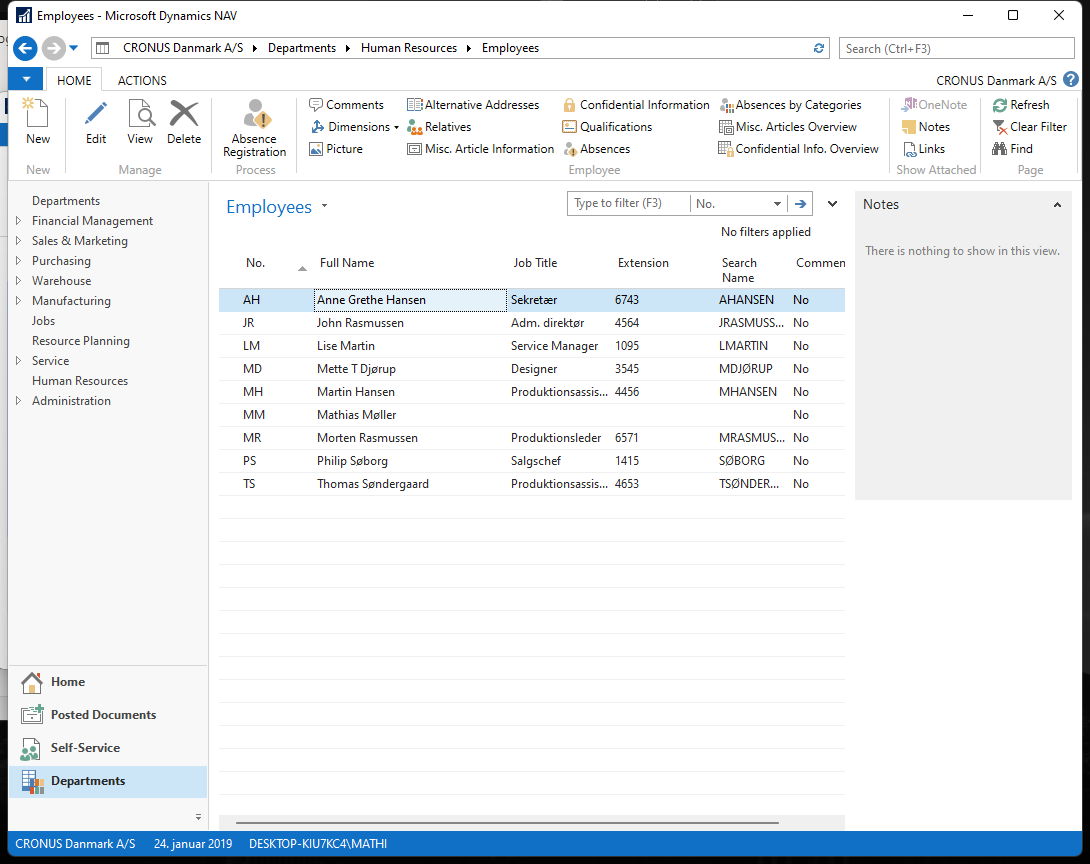 Employees - Microsoft Dynamics NAV
CRONUS Danmark A/S Departments Human Resources Employees
Search (Ctrl+F3)
HOME ACTIONS
CRONUS Danmark A/S
New
Edit View Delete
Absence Registration
Comments
Dimensions
Picture
Alternative Addresses
Relatives
Misc. Article Information
Confidential Information
Qualifications
Absences
Absences by Categories
Misc. Articles Overview
Confidential Info. Overview
OneNote
Notes
Links
Refresh
Clear Filter
Find
New Manage Process Employee Show Attached Page
Departments
Financial Management
Sales & Marketing
Purchasing
Warehouse
Manufacturing
Jobs
Resource Planning
Service
Human Resources
Administration
Home
Posted Documents
Self-Service
Departments
Employees
Type to filter (F3) No.
No filters applied
No. Full Name Job Title Extension Search Name Commen
AH Anne Grethe Hansen Sekretær 6743 AHANSEN No
JR John Rasmussen Adm. direktør 4564 JRASMUSS... No
LM Lise Martin Service Manager 1095 LMARTIN No
MD Mette T Djørup Designer 3545 MDJØRUP No
MH Martin Hansen Produktionsassis... 4456 MHANSEN No
MM Mathias Møller No
MR Morten Rasmussen Produktionsleder 6571 MRASMUS... No
PS Philip Søborg Salgschef 1415 SØBORG No
TS Thomas Søndergaard Produktionsassis... 4653 TSØNDER... No
Notes
There is nothing to show in this view.
CRONUS Danmark A/S 24. januar 2019 DESKTOP-KIU7KC4\MATHI